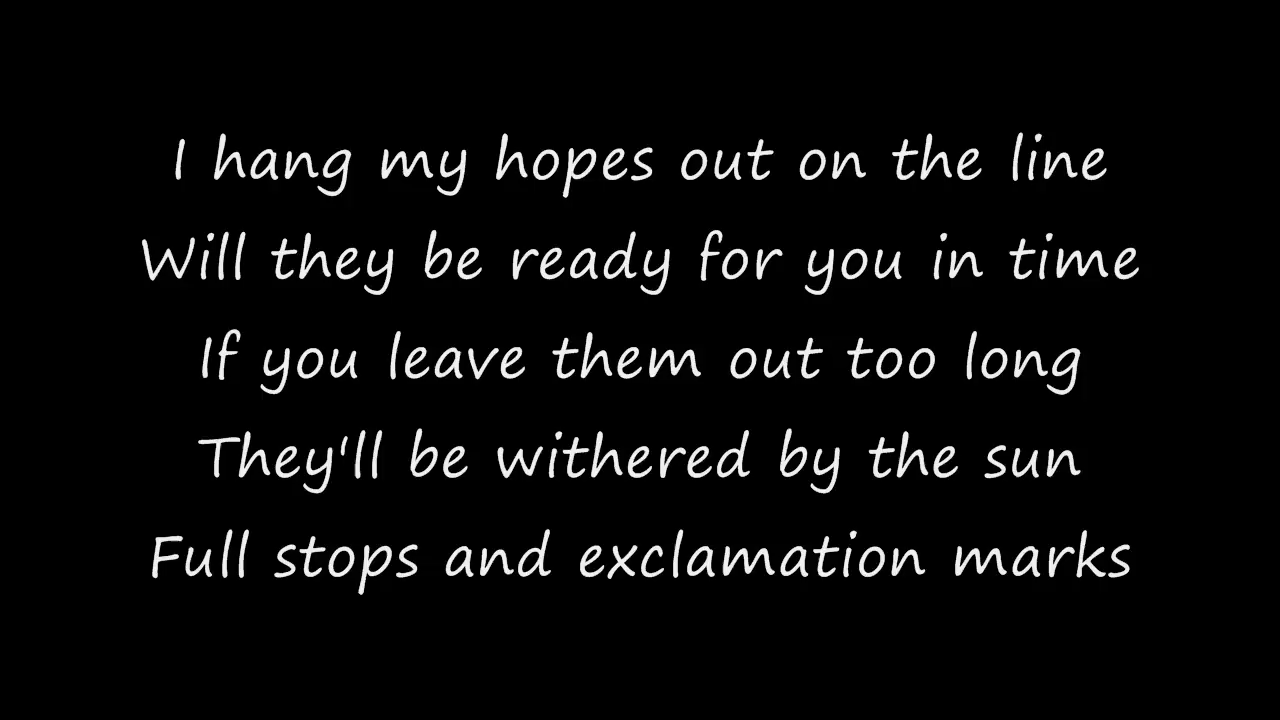 I hang my hopes out on the line
Will they be ready for you in time
If you leave them out too long
They'll be withered by the sun
Full stops and exclamation marks